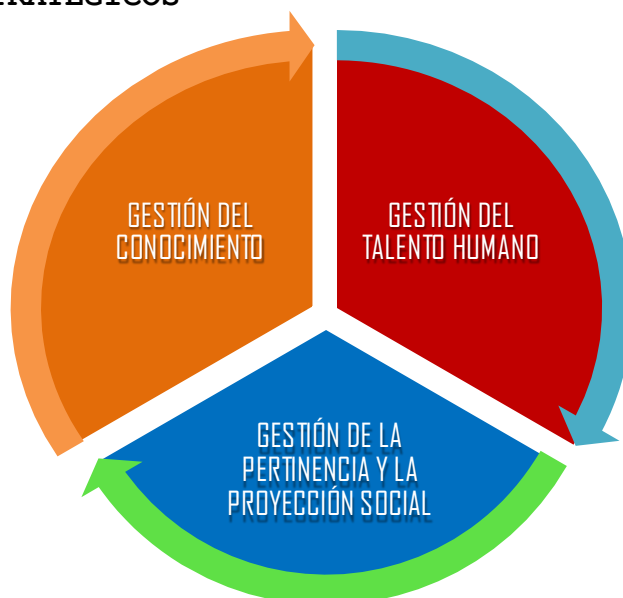 GESTIÓN DEL
CONOCIMIENTO
GESTIÓN DEL
TALENTO HUMANO
GESTIÓN DE LA
PERTINENCIA Y LA
PROYECCIÓN SOCIAL